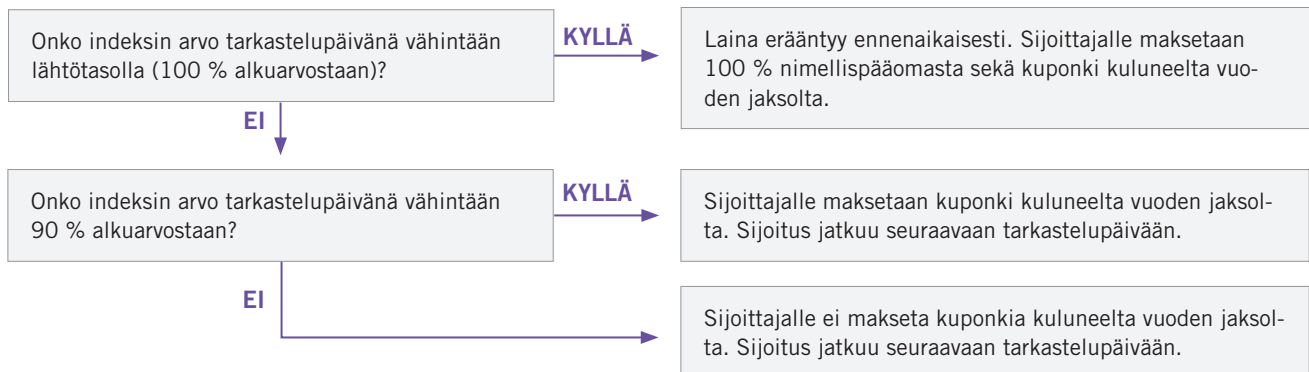 Onko indeksin arvo tarkastelupäivänä vähintään
lähtötasolla (100 % alkuarvostaan)?
KYLLÄ
Laina erääntyy ennenaikaisesti. Sijoittajalle maksetaan
100 % nimellispääomasta sekä kuponki kuluneelta vuo-
den jaksolta.
EI
Onko indeksin arvo tarkastelupäivänä vähintään
90 % alkuarvostaan?
KYLLÄ
Sijoittajalle maksetaan kuponki kuluneelta vuoden jaksol-
ta. Sijoitus jatkuu seuraavaan tarkastelupäivään.
EI
Sijoittajalle ei makseta kuponkia kuluneelta vuoden jaksol-
ta. Sijoitus jatkuu seuraavaan tarkastelupäivään.